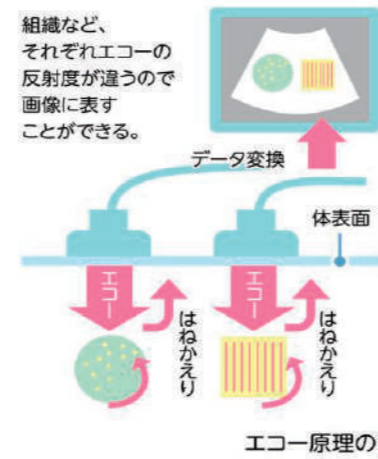 組織など、
それぞれエコーの
反射度が違うので
画像に表す
ことができる。
データ変換
体表面
エコー
はねかえり
エコー
はねかえり
エコー原理の